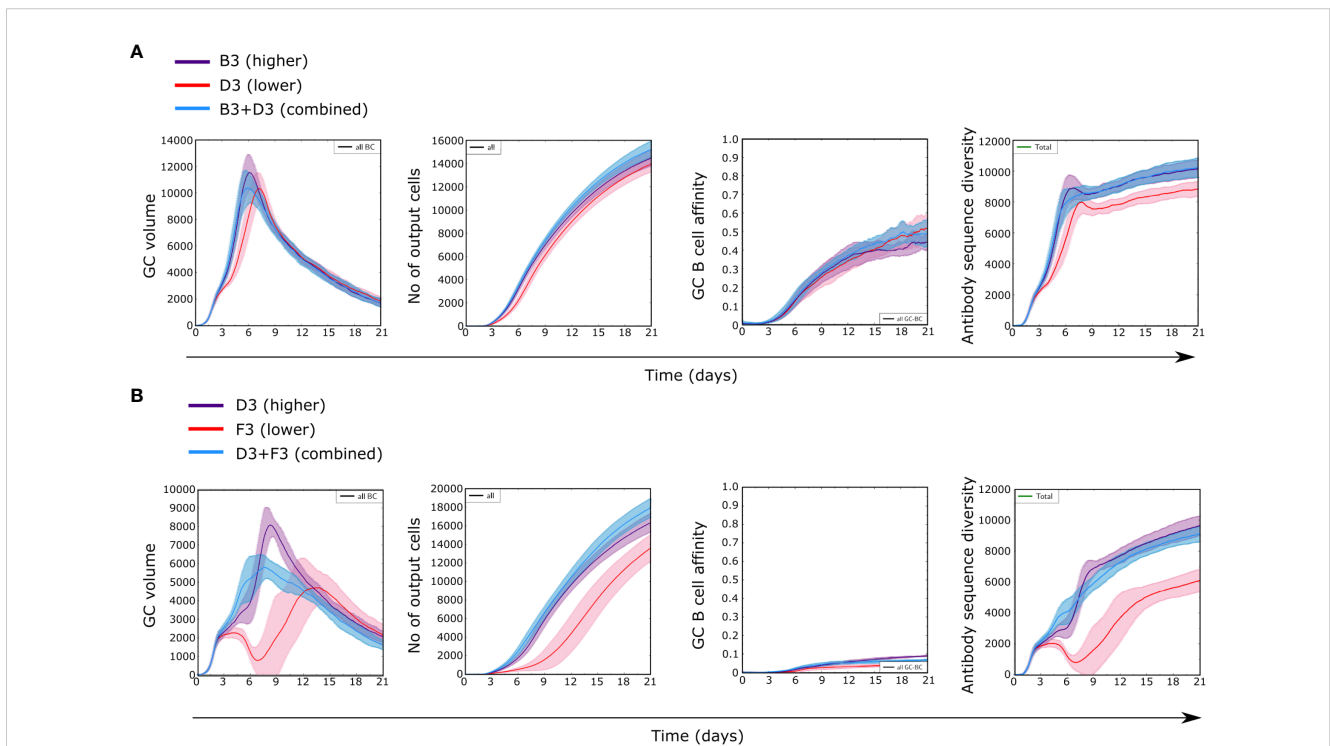 A
B3 (higher)
D3 (lower)
B3+D3 (combined)
GC volume
14000
12000
10000
8000
6000
4000
2000
0
all BC
0 3 6 9 12 15 18 21
No of output cells
16000
14000
12000
10000
8000
6000
4000
2000
0
all
0 3 6 9 12 15 18 21
GC B cell affinity
1.0
0.9
0.8
0.7
0.6
0.5
0.4
0.3
0.2
0.1
0
all GC-BC
0 3 6 9 12 15 18 21
Antibody sequence diversity
12000
10000
8000
6000
4000
2000
0
Total
0 3 6 9 12 15 18 21
Time (days)
B
D3 (higher)
F3 (lower)
D3+F3 (combined)
GC volume
10000
9000
8000
7000
6000
5000
4000
3000
2000
1000
0
all BC
0 3 6 9 12 15 18 21
No of output cells
20000
18000
16000
14000
12000
10000
8000
6000
4000
2000
0
all
0 3 6 9 12 15 18 21
GC B cell affinity
1.0
0.9
0.8
0.7
0.6
0.5
0.4
0.3
0.2
0.1
0
all GC-BC
0 3 6 9 12 15 18 21
Antibody sequence diversity
12000
10000
8000
6000
4000
2000
0
Total
0 3 6 9 12 15 18 21
Time (days)